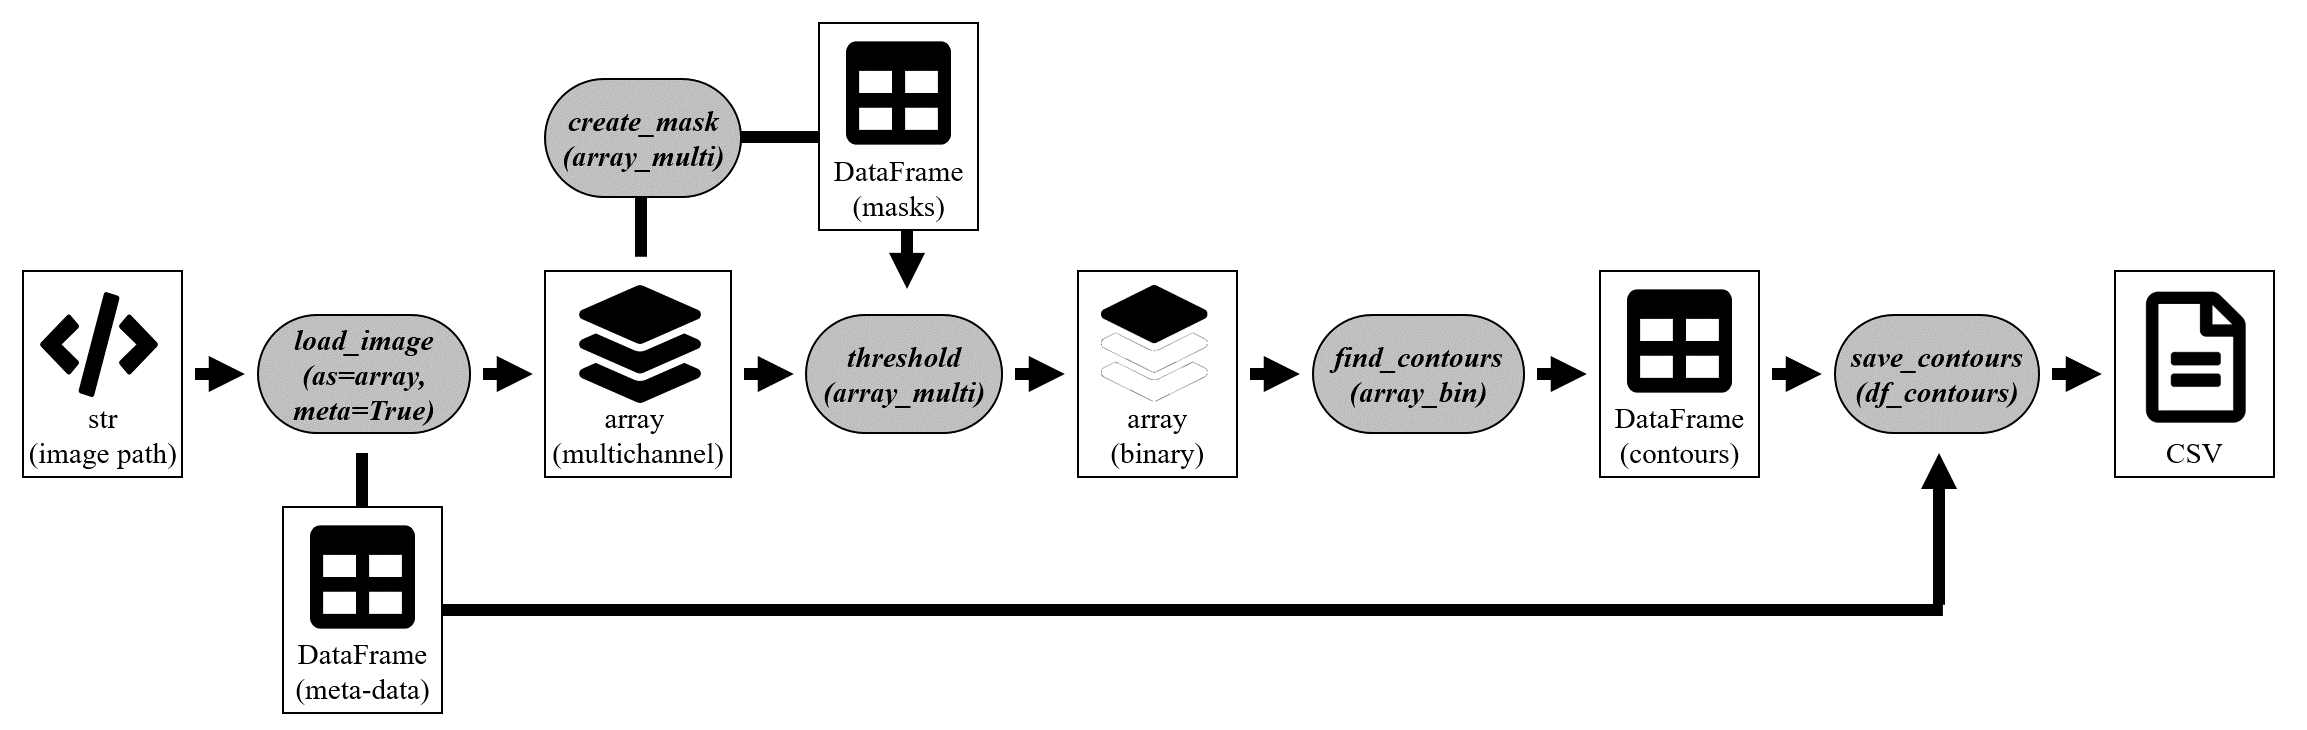 create_mask
(array_multi)
DataFrame
(masks)
str
(image path)
load_image
(as=array,
meta=True)
array
(multichannel)
threshold
(array_multi)
array
(binary)
find_contours
(array_bin)
DataFrame
(contours)
save_contours
(df_contours)
CSV
DataFrame
(meta-data)